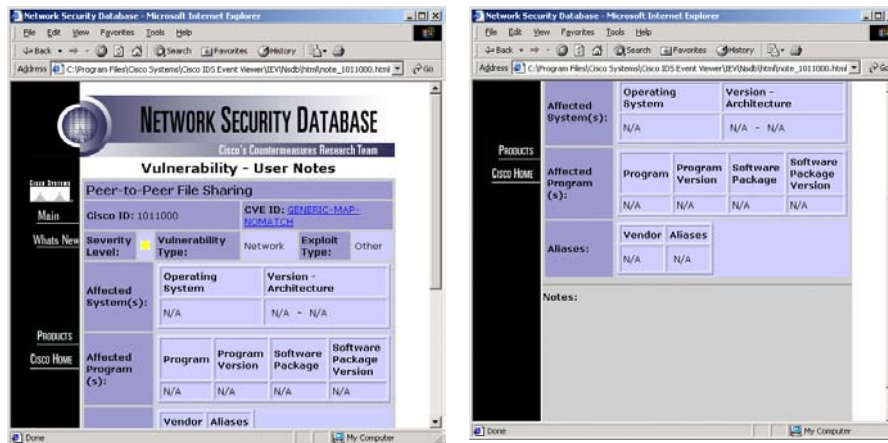 Network Security Database - Microsoft Internet Explorer
File Edit View Favorites Tools Help
Back Search Favorites History
Address C:\Program Files\Cisco Systems\Cisco IDS Event Viewer\IEV\Nsdb\html\note_1011000.html Go
NETWORK SECURITY DATABASE
Cisco's Countermeasures Research Team
Vulnerability - User Notes
CISCO SYSTEMS
Main
Whats New
PRODUCTS
CISCO HOME
Peer-to-Peer File Sharing
Cisco ID: 1011000 CVE ID: GENERIC-MAP-
NOMATCH
Severity Level: Vulnerability Type: Network Exploit Type: Other
Affected System(s):
Operating System Version - Architecture
N/A N/A - N/A
Affected Program (s):
Program Program Version Software Package Software Package Version
N/A N/A N/A N/A
Vendor Aliases
Done My Computer
Network Security Database - Microsoft Internet Explorer
File Edit View Favorites Tools Help
Back Search Favorites History
Address C:\Program Files\Cisco Systems\Cisco IDS Event Viewer\IEV\Nsdb\html\note_1011000.html Go
PRODUCTS
CISCO HOME
Affected System(s):
Operating System Version - Architecture
N/A N/A - N/A
Affected Program (s):
Program Program Version Software Package Software Package Version
N/A N/A N/A N/A
Aliases:
Vendor Aliases
N/A N/A
Notes:
Done My Computer